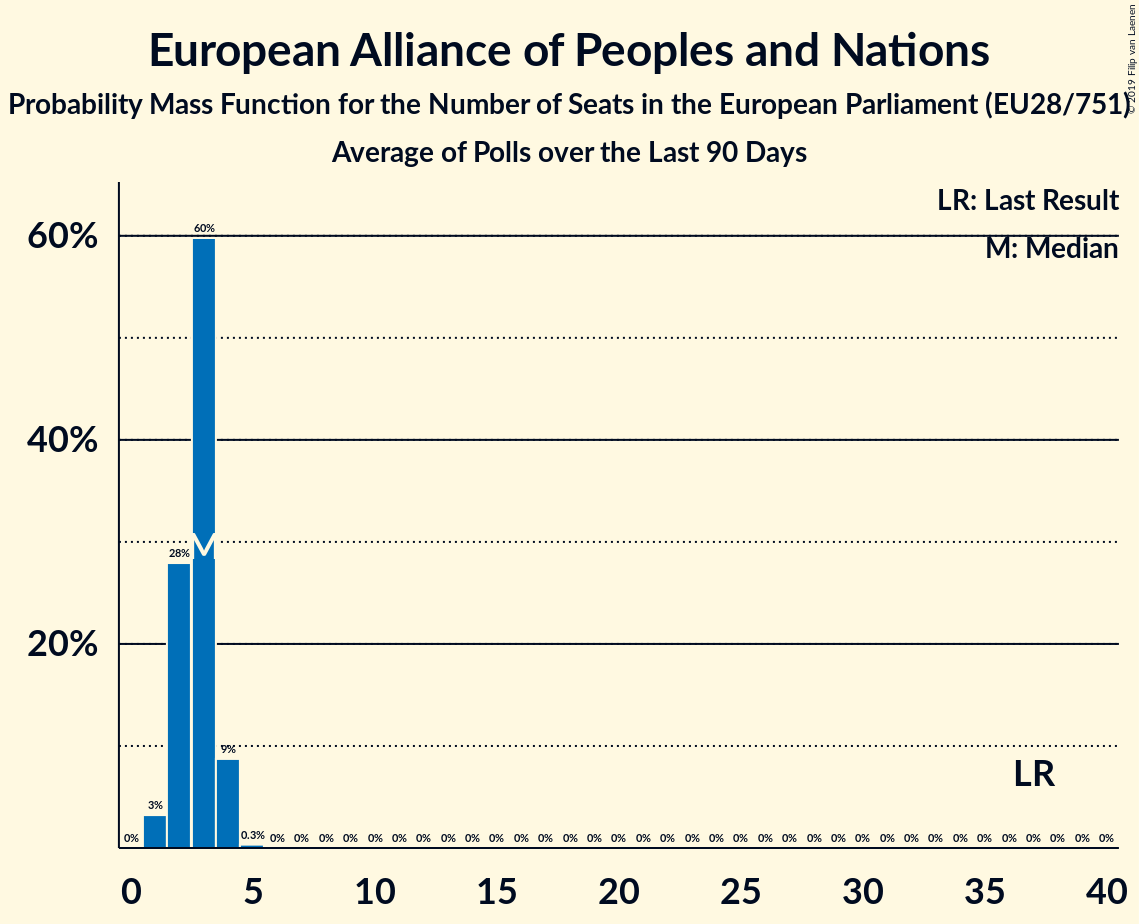 European Alliance of Peoples and Nations
Probability Mass Function for the Number of Seats in the European Parliament (EU28/751)
Average of Polls over the Last 90 Days
© 2019 Filip van Laenen
LR: Last Result
M: Median
60%
40%
20%
0% 3% 28% 60% 9% 0.3% 0% 0% 0% 0% 0% 0% 0% 0% 0% 0% 0% 0% 0% 0% 0% 0% 0% 0% 0% 0% 0% 0% 0% 0% 0% 0% 0% 0% 0% 0% 0% 0% 0% 0% 0%
M
LR
0 5 10 15 20 25 30 35 40